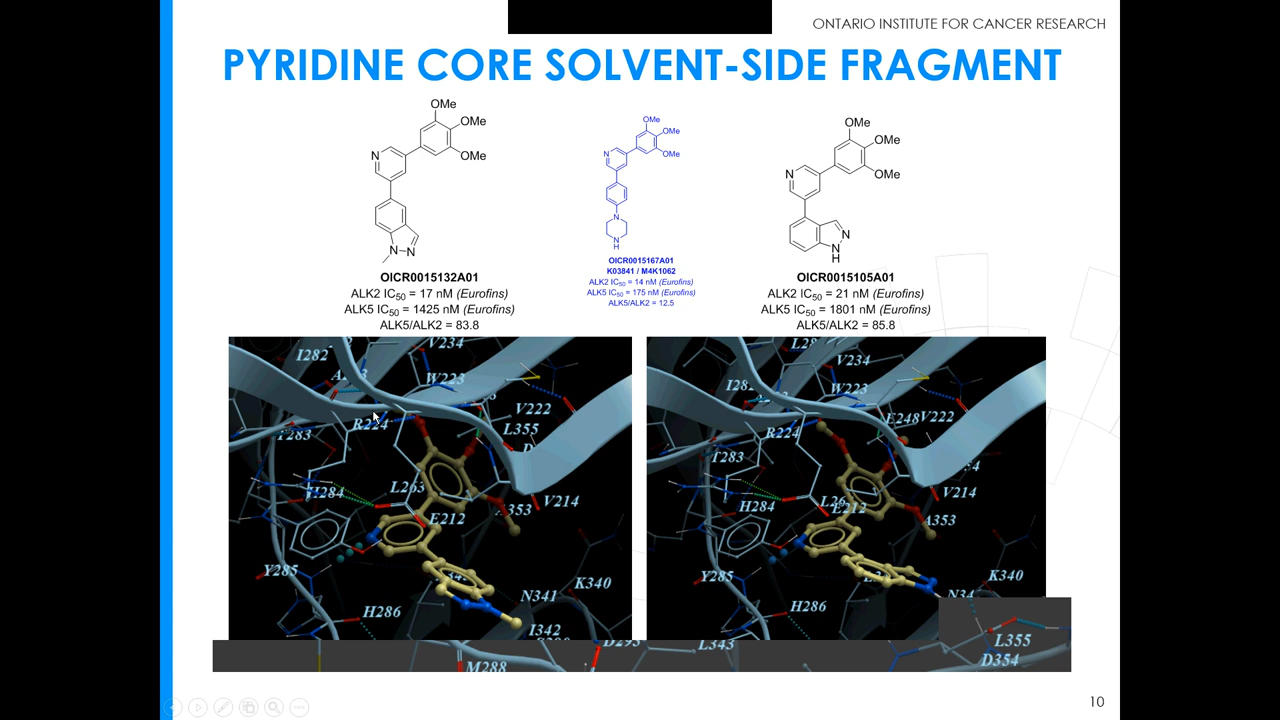 ONTARIO INSTITUTE FOR CANCER RESEARCH
PYRIDINE CORE SOLVENT-SIDE FRAGMENT
OMe
OMe
OMe
N
N
N
OICR0015132A01
ALK2 IC50 = 17 nM (Eurofins)
ALK5 IC50 = 1425 nM (Eurofins)
ALK5/ALK2 = 83.8
OMe
OMe
OMe
N
N
N
H
OICR0015167A01
K03841 / M4K1062
ALK2 IC50 = 14 nM (Eurofins)
ALK5 IC50 = 175 nM (Eurofins)
ALK5/ALK2 = 12.5
OMe
OMe
OMe
N
N
N
H
OICR0015105A01
ALK2 IC50 = 21 nM (Eurofins)
ALK5 IC50 = 1801 nM (Eurofins)
ALK5/ALK2 = 85.8
I282
V234
W223
V222
R224
L355
L263
H284
V214
A353
E212
Y285
K340
N341
H286
I342
M288
V234
W223
E248
V222
R224
T283
V214
H284
E212
A353
Y285
K340
H286
D293
L343
L355
D354
10